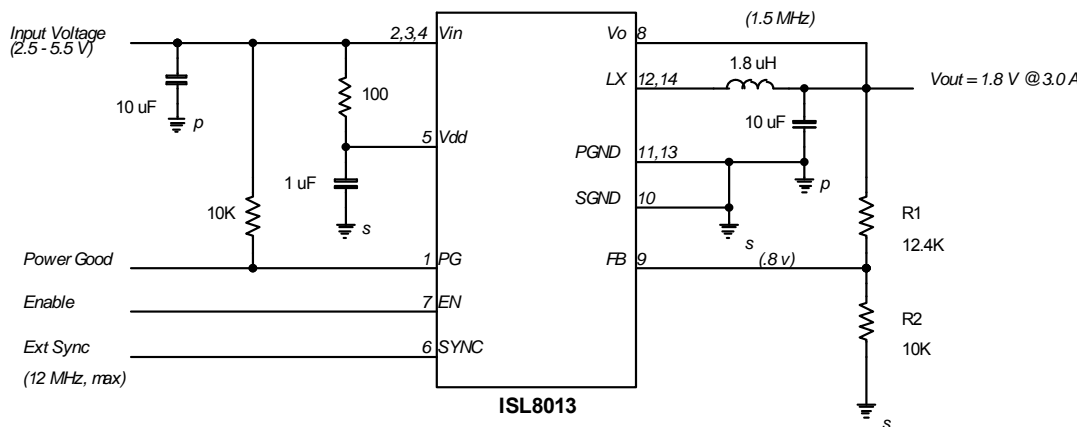 Input Voltage
(2.5 - 5.5 V)
10 uF
p
100
1 uF
s
10K
Power Good
Enable
Ext Sync
(12 MHz, max)
2,3,4 Vin
5 Vdd
1 PG
7 EN
6 SYNC
ISL8013
Vo 8
(1.5 MHz)
LX 12,14
1.8 uH
Vout = 1.8 V @ 3.0 A
10 uF
PGND 11,13
p
SGND 10
s
FB 9
(.8 v)
R1
12.4K
R2
10K
s